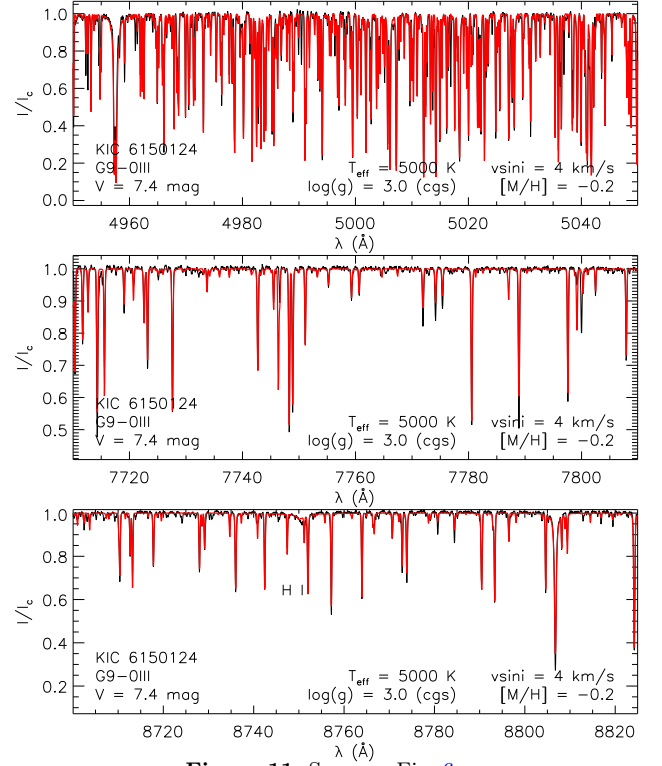 1.0
0.8
0.6
0.4
0.2
0.0
I/I_c
KIC 6150124
G9-0III T_eff = 5000 K vsini = 4 km/s
V = 7.4 mag log(g) = 3.0 (cgs) [M/H] = -0.2
4960 4980 5000 5020 5040
λ (Å)
1.0
0.9
0.8
0.7
0.6
0.5
I/I_c
KIC 6150124
G9-0III T_eff = 5000 K vsini = 4 km/s
V = 7.4 mag log(g) = 3.0 (cgs) [M/H] = -0.2
7720 7740 7760 7780 7800
λ (Å)
1.0
0.8
0.6
0.4
0.2
I/I_c
H I
KIC 6150124
G9-0III T_eff = 5000 K vsini = 4 km/s
V = 7.4 mag log(g) = 3.0 (cgs) [M/H] = -0.2
8720 8740 8760 8780 8800 8820
λ (Å)